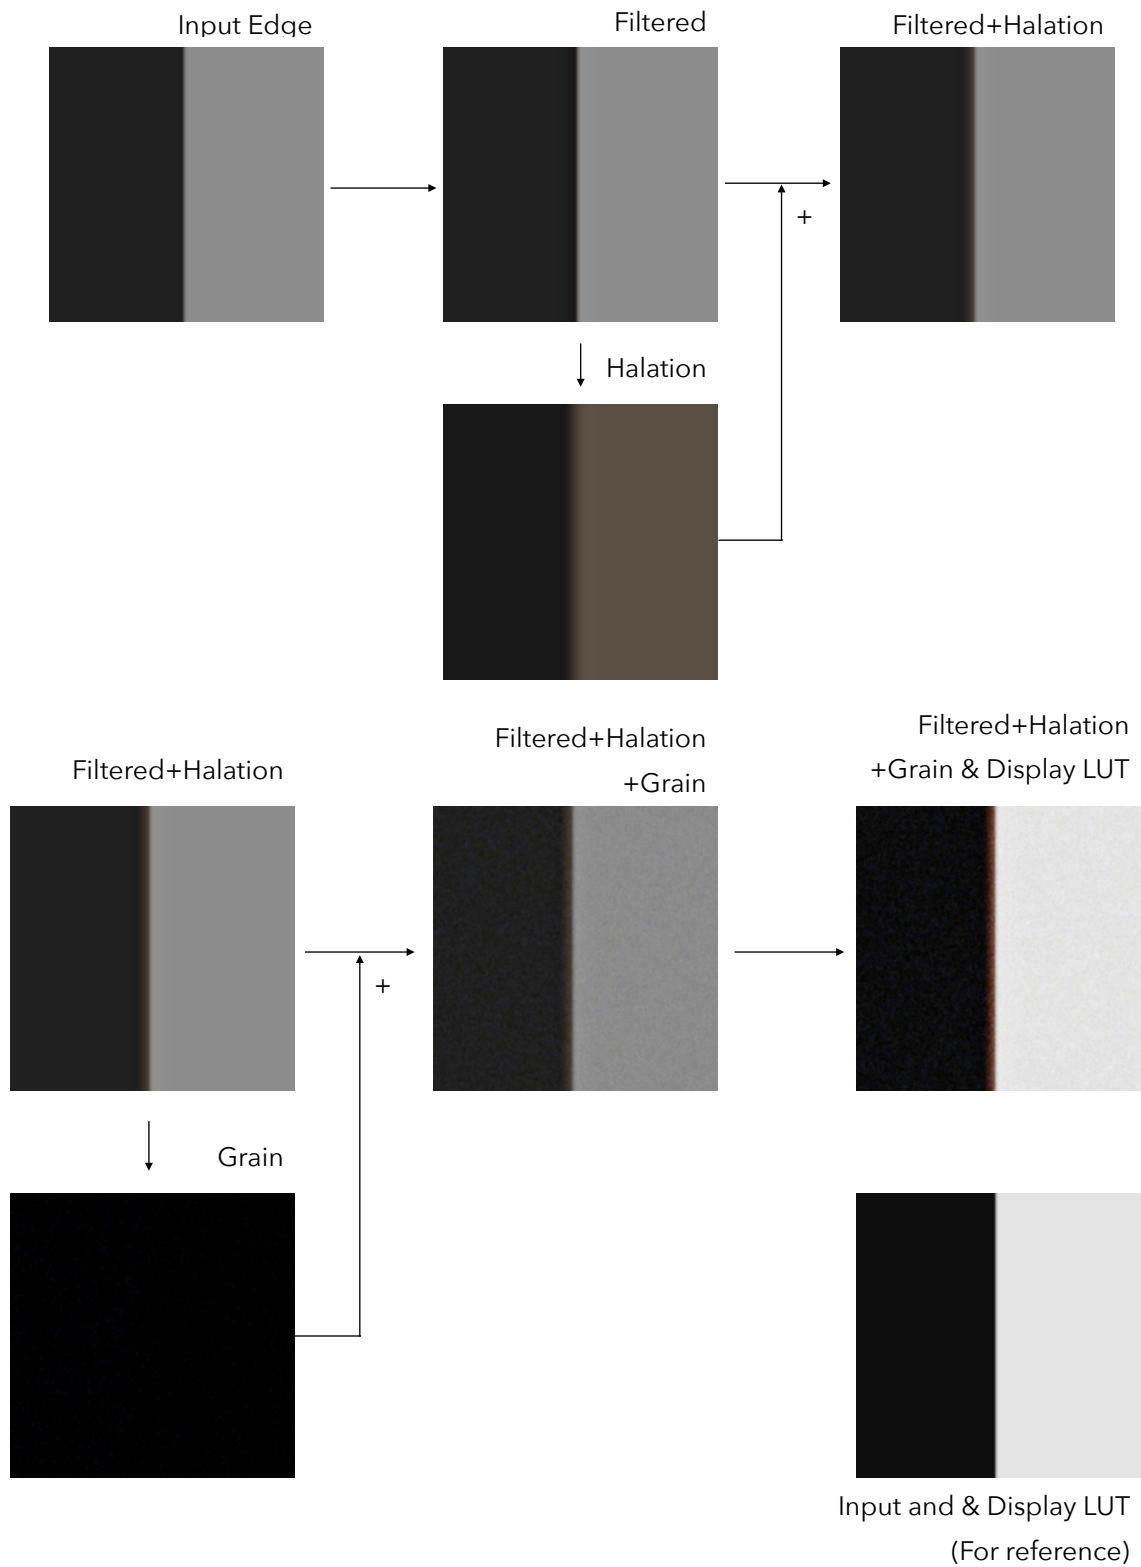 Input Edge
Filtered
Filtered+Halation
+
Halation
Filtered+Halation
Filtered+Halation
+Grain
Filtered+Halation
+Grain & Display LUT
+
Grain
Input and & Display LUT
(For reference)